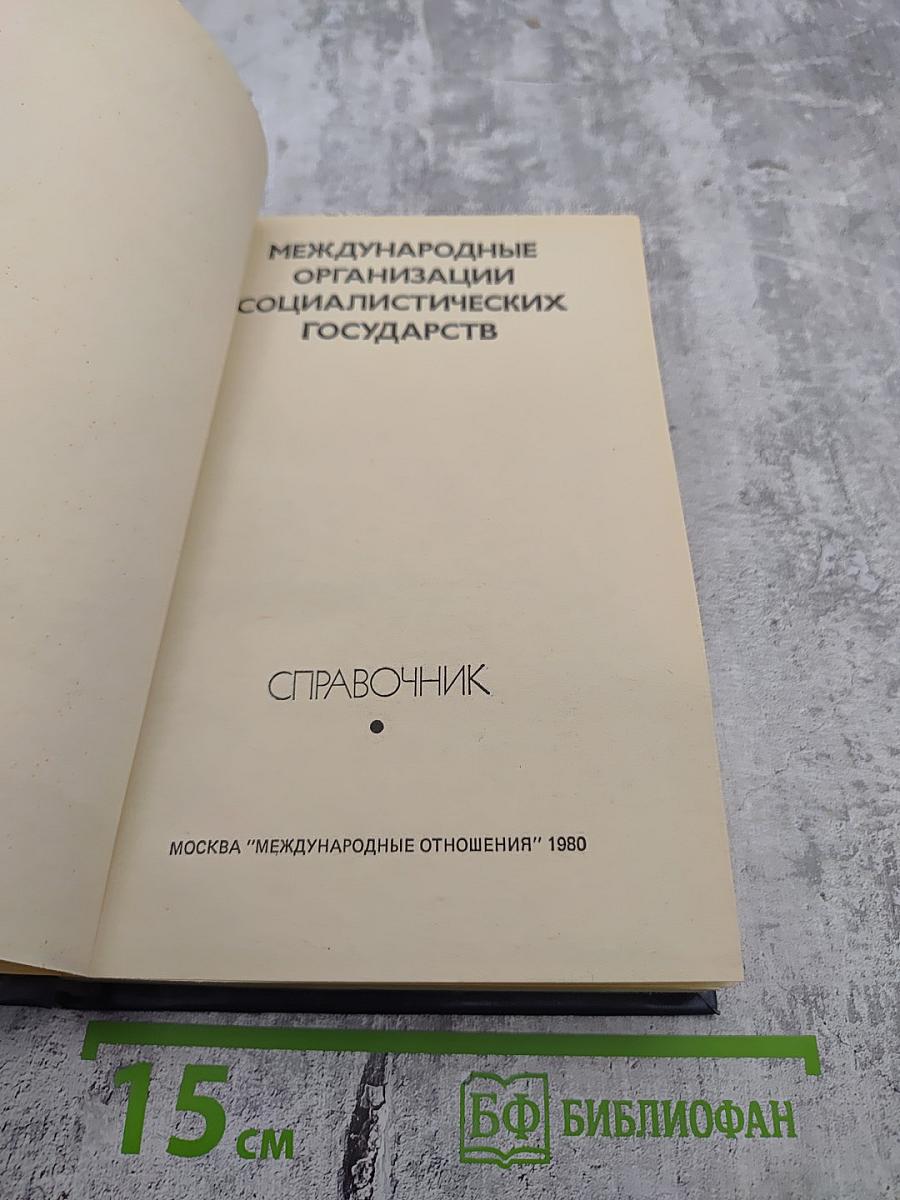 МЕЖДУНАРОДНЫЕ
ОРГАНИЗАЦИИ
СОЦИАЛИСТИЧЕСКИХ
ГОСУДАРСТВ
СПРАВОЧНИК
МОСКВА "МЕЖДУНАРОДНЫЕ ОТНОШЕНИЯ" 1980
15 см
БФ БИБЛИОФАН